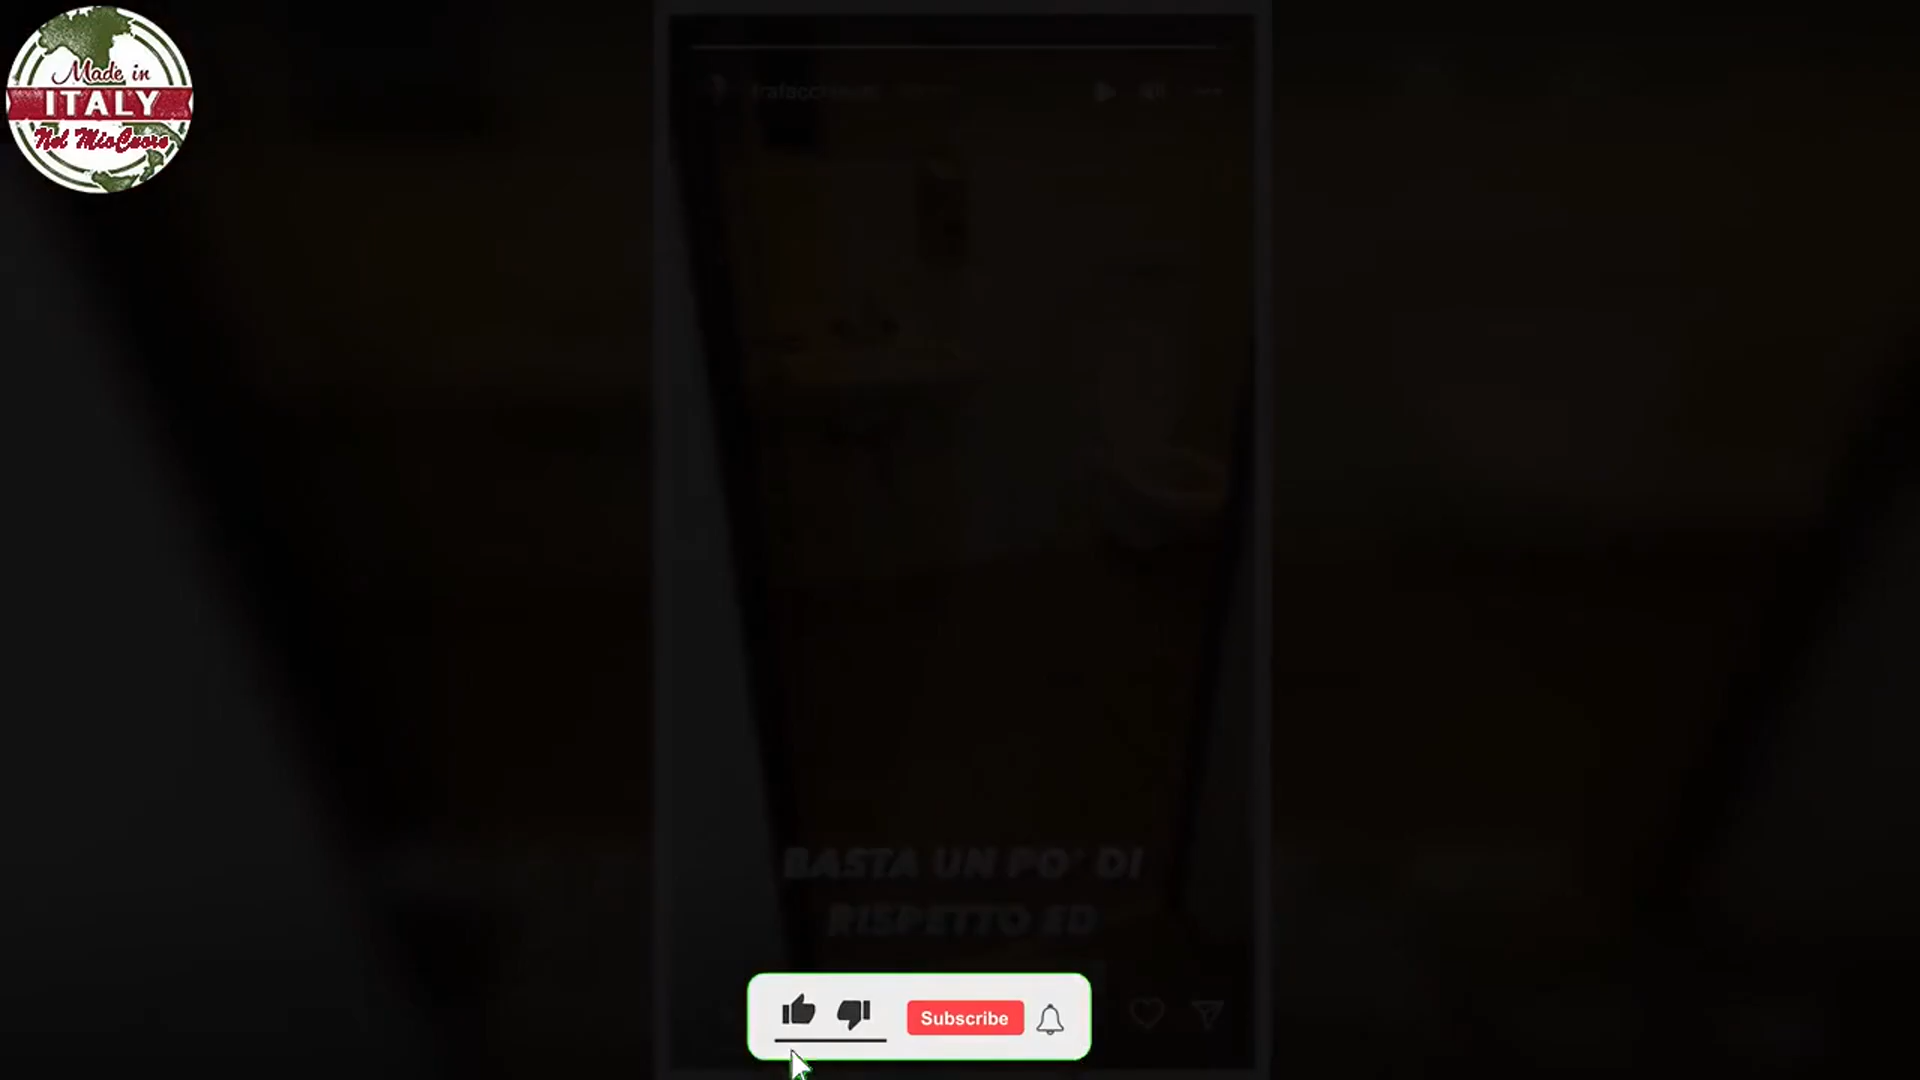 Made in
ITALY
Nel Mio Cuore
BASTA UN PO' DI
RISPETTO ED
Subscribe